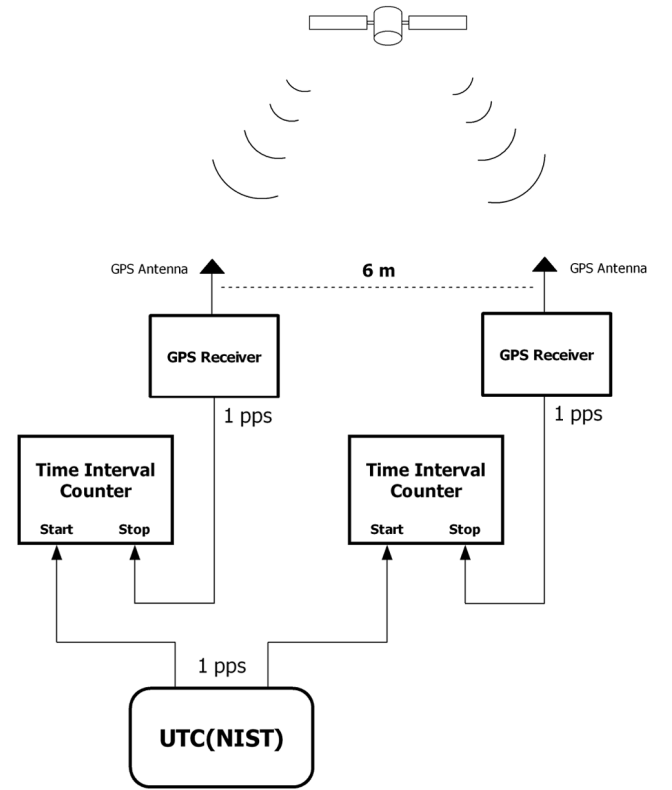 GPS Antenna
6 m
GPS Antenna
GPS Receiver
GPS Receiver
1 pps
1 pps
Time Interval
Counter
Start
Stop
Time Interval
Counter
Start
Stop
1 pps
UTC(NIST)